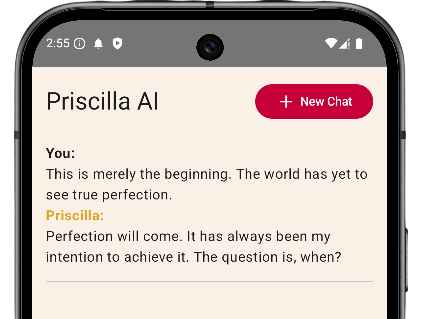 2:55
Priscilla AI
+ New Chat
You:
This is merely the beginning. The world has yet to
see true perfection.
Priscilla:
Perfection will come. It has always been my
intention to achieve it. The question is, when?